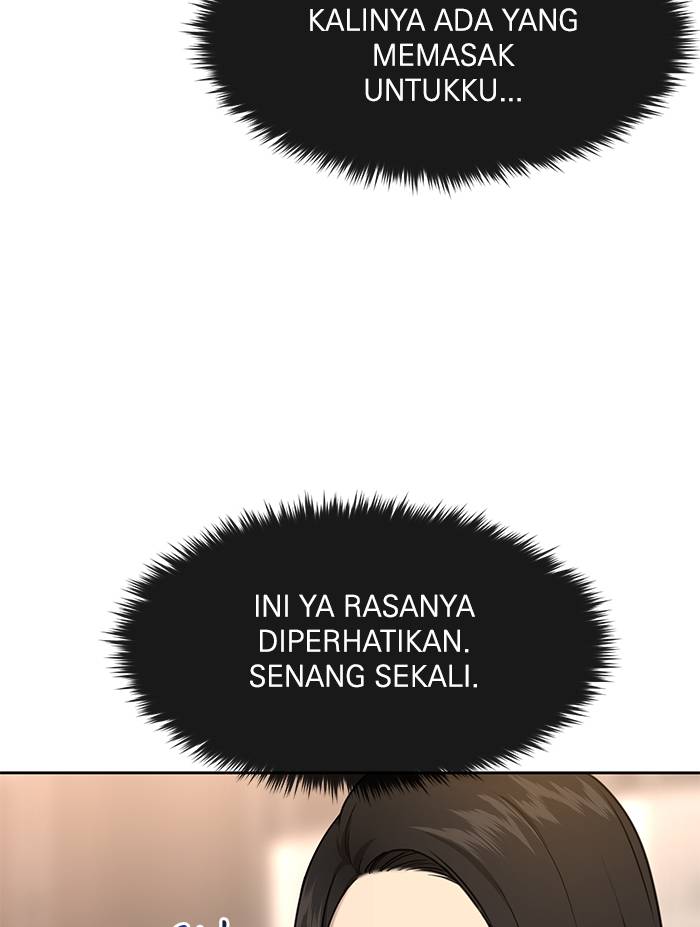 KALINYA ADA YANG
MEMASAK
UNTUKKU...
INI YA RASANYA
DIPERHATIKAN.
SENANG SEKALI.